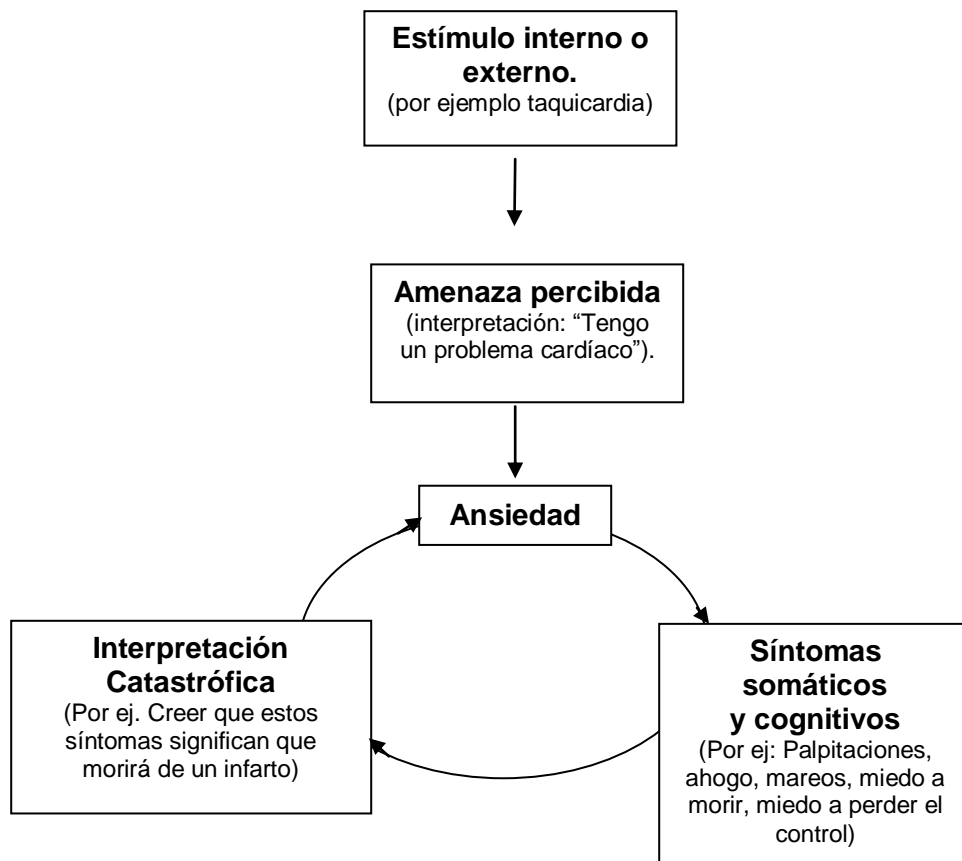 Estímulo interno o
externo.
(por ejemplo taquicardia)
Amenaza percibida
(interpretación: “Tengo
un problema cardíaco”).
Ansiedad
Interpretación
Catastrófica
(Por ej. Creer que estos
síntomas significan que
morirá de un infarto)
Síntomas
somáticos
y cognitivos
(Por ej: Palpitaciones,
ahogo, mareos, miedo a
morir, miedo a perder el
control)